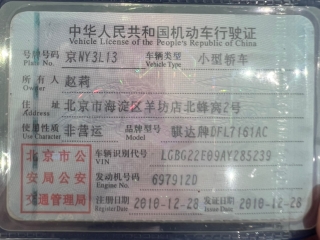 中华人民共和国机动车行驶证
Vehicle License of the People's Republic of China
号牌号码 京NY3L13 车辆类型 小型轿车
Plate No. Vehicle Type
所有人 赵莉
Owner
住址 北京市海淀区羊坊店北蜂窝2号
Address
使用性质 非营运 品牌型号 骐达牌DFL7161AC
Use Character Model
北京市公 车辆识别代号 LGBG22E09AY285239
安局公安 VIN
发动机号码 697912D
交通管理局 Engine No.
注册日期 2010-12-28 发证日期 2010-12-28
Register Date Issue Date